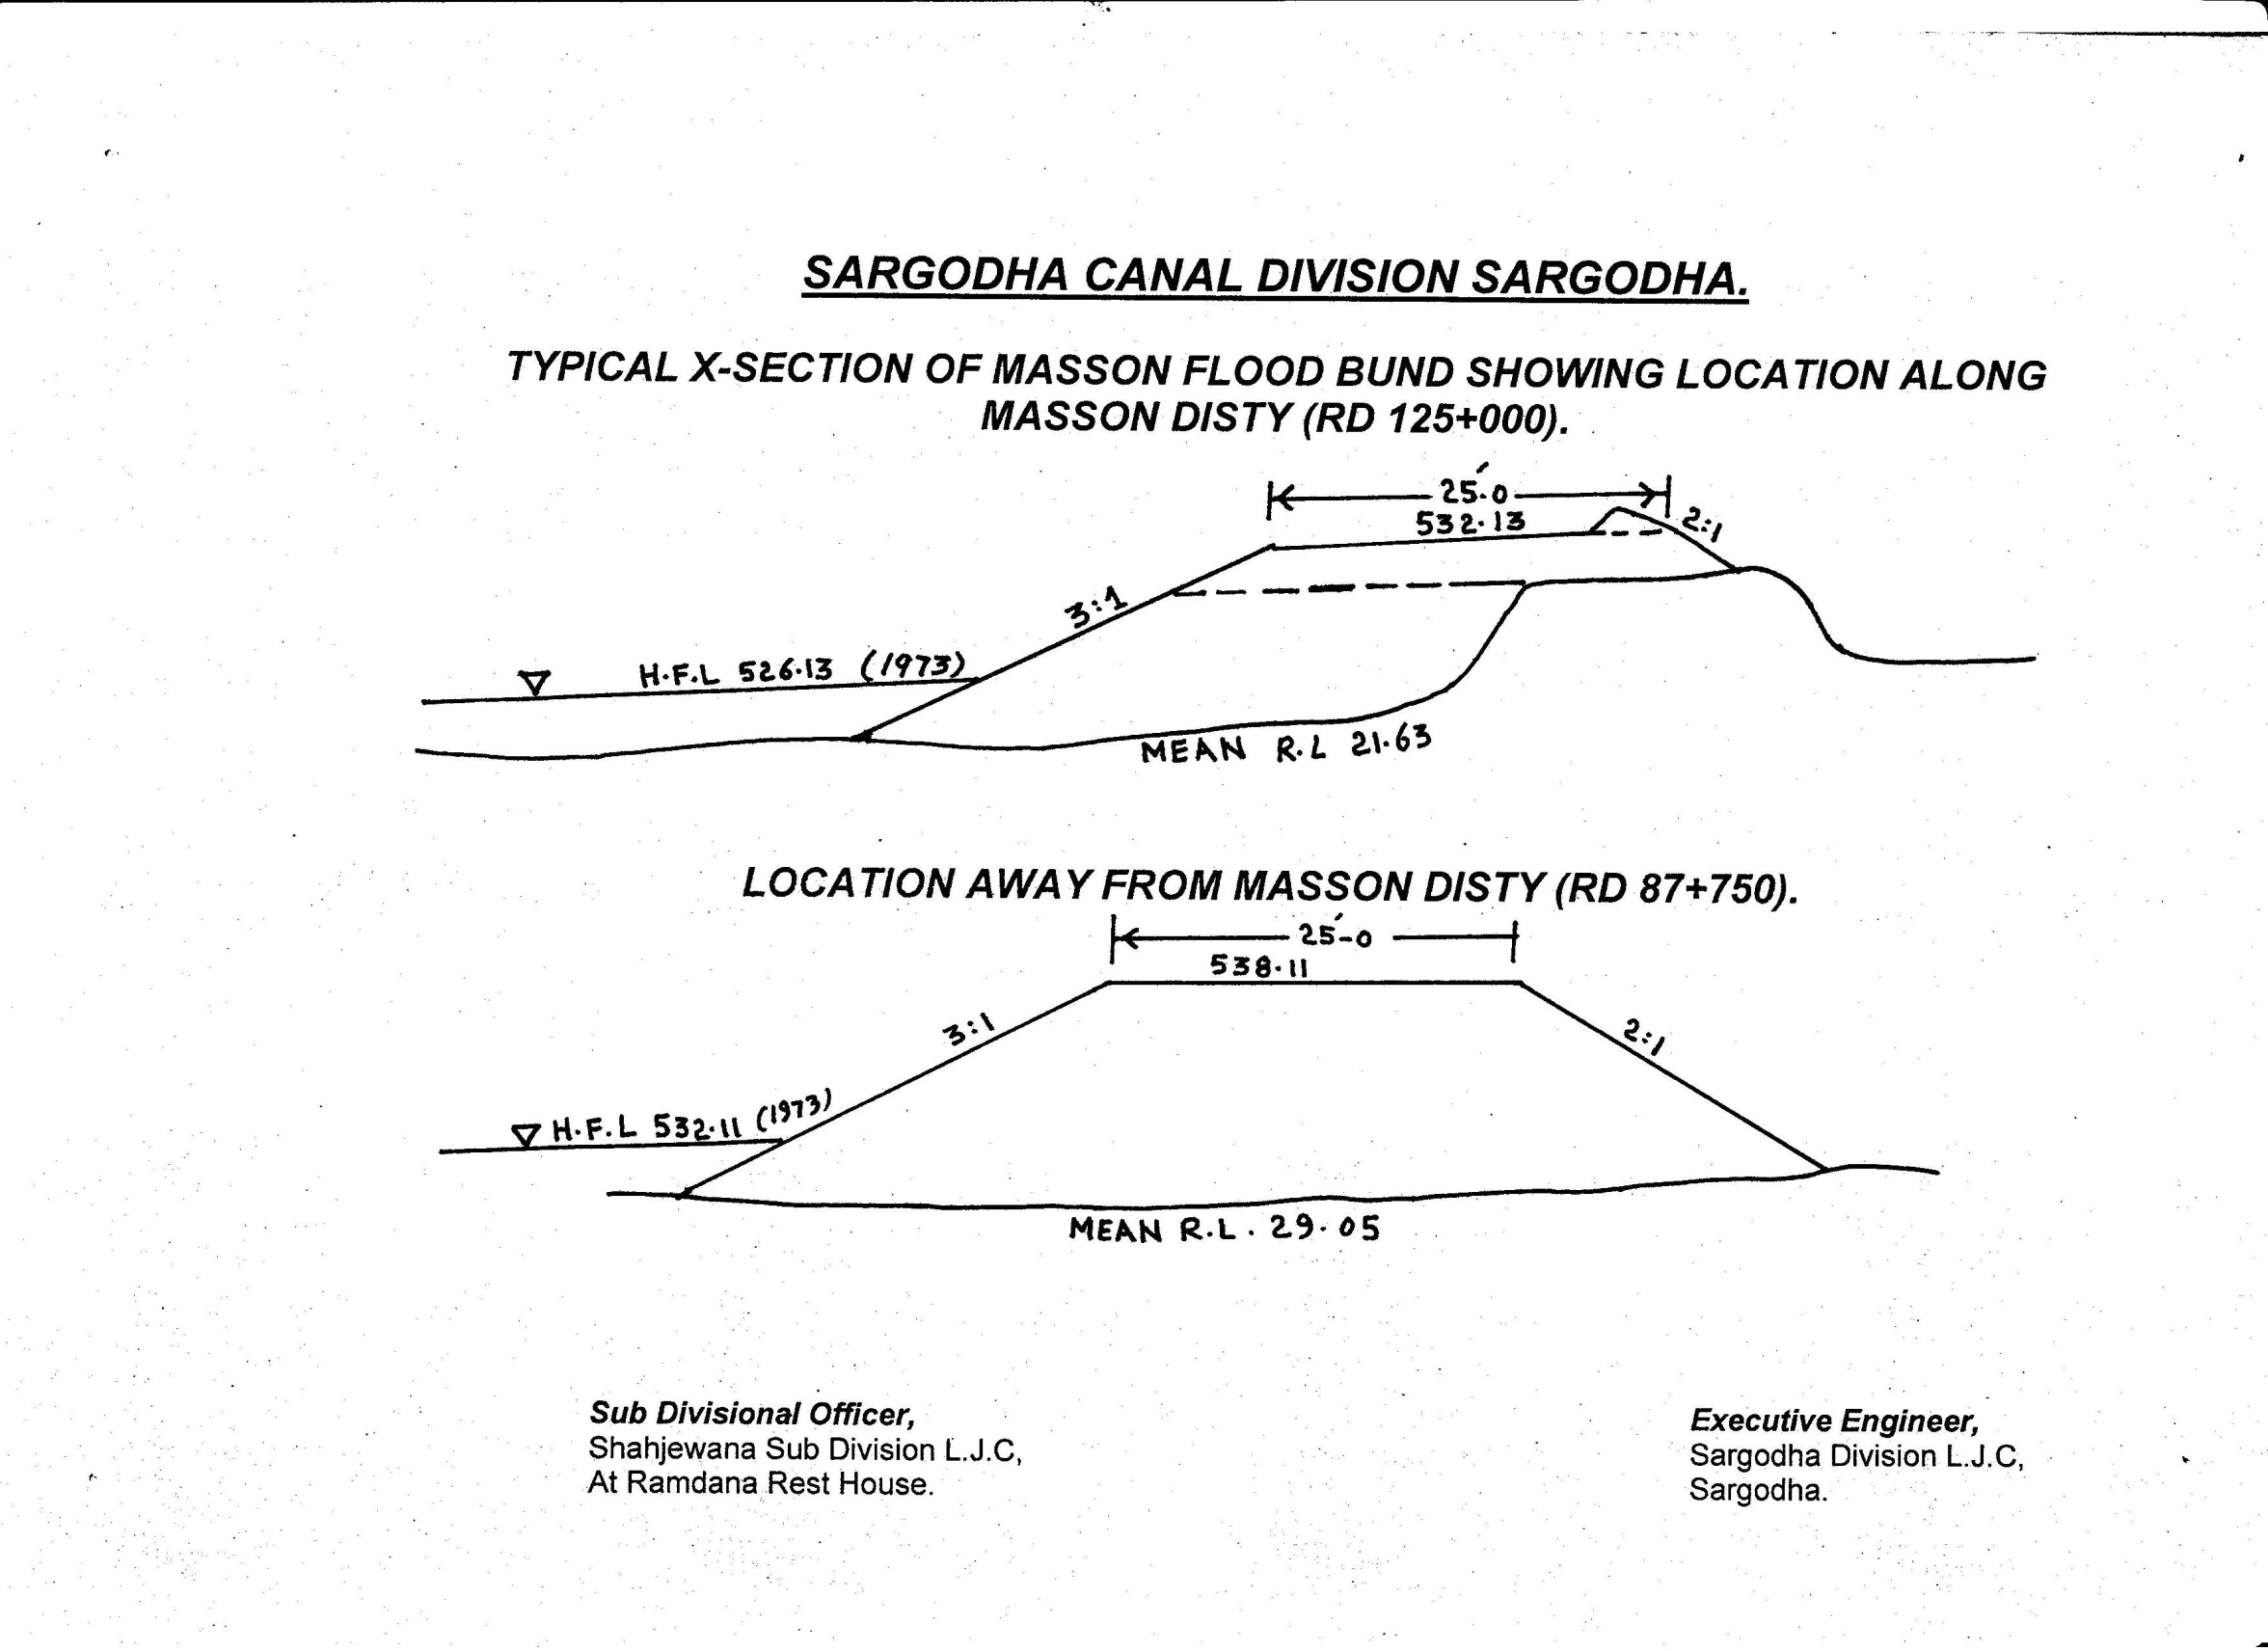 SARGODHA CANAL DIVISION SARGODHA.
TYPICAL X-SECTION OF MASSON FLOOD BUND SHOWING LOCATION ALONG
MASSON DISTY (RD 125+000).
25́.0
532.13
2:1
3:1
H.F.L 526.13 (1973)
MEAN R.L 21.63
LOCATION AWAY FROM MASSON DISTY (RD 87+750).
25́-0
538.11
3:1
2:1
H.F.L 532.11 (1973)
MEAN R.L. 29.05
Sub Divisional Officer,
Shahjewana Sub Division L.J.C,
At Ramdana Rest House.
Executive Engineer,
Sargodha Division L.J.C,
Sargodha.